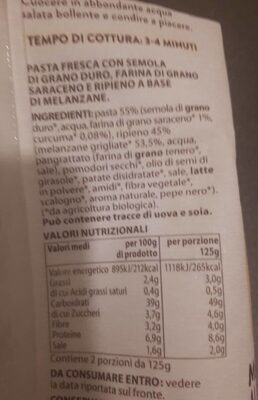 Cuocere in abbondante acqua
salata bollente e condire a piacere.
TEMPO DI COTTURA: 3-4 MINUTI
PASTA FRESCA CON SEMOLA
DI GRANO DURO, FARINA DI GRANO
SARACENO E RIPIENO A BASE
DI MELANZANE.
INGREDIENTI: pasta 55% (semola di grano
duro*, acqua, farina di grano saraceno* 1%,
curcuma* 0,08%), ripieno 45%
(melanzane grigliate* 53,5%, acqua,
pangrattato (farina di grano tenero*,
sale), pomodori secchi*, olio di semi di
girasole*, patate disidratate*, sale, latte
in polvere*, amidi*, fibra vegetale*,
scalogno*, aroma naturale, pepe nero*).
(*da agricoltura biologica).
Può contenere tracce di uova e soia.
VALORI NUTRIZIONALI
Valori medi per 100g di prodotto per porzione 125g
Valore energetico 895kJ/212kcal 1118kJ/265kcal
Grassi 2,4g 3,0g
di cui Acidi grassi saturi 0,4g 0,5g
Carboidrati 39g 49g
di cui Zuccheri 3,7g 4,6g
Fibre 3,2g 4,0g
Proteine 6,9g 8,6g
Sale 1,6g 2,0g
Contiene 2 porzioni da 125g
DA CONSUMARE ENTRO: vedere
la data riportata sul fronte.